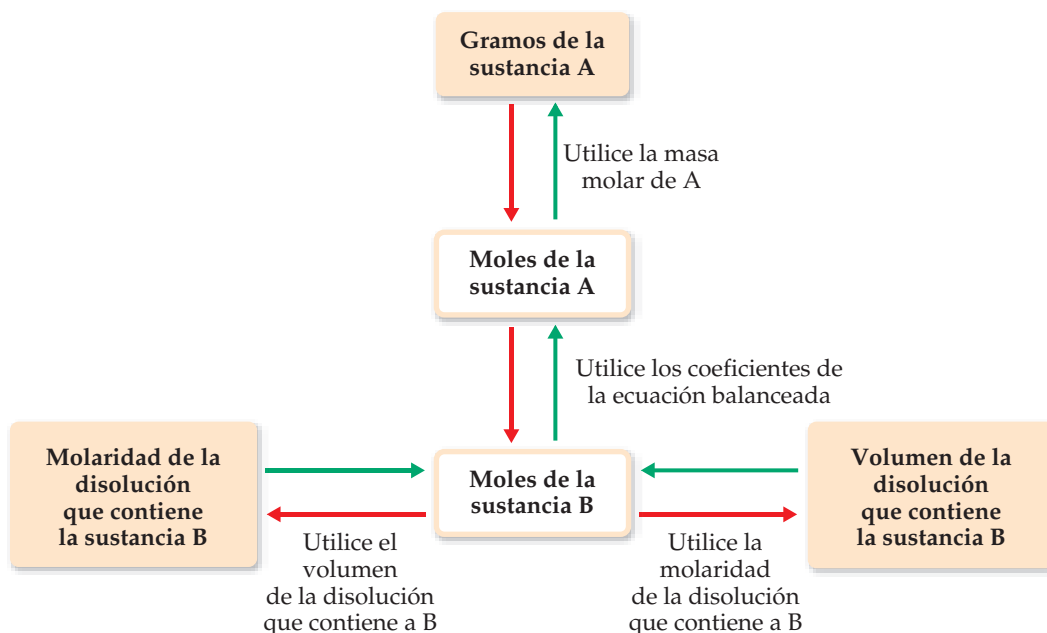 Gramos de la
sustancia A
Utilice la masa
molar de A
Moles de la
sustancia A
Utilice los coeficientes de
la ecuación balanceada
Molaridad de la
disolución
que contiene
la sustancia B
Moles de la
sustancia B
Volumen de la
disolución
que contiene
la sustancia B
Utilice el
volumen
de la disolución
que contiene a B
Utilice la
molaridad
de la disolución
que contiene a B